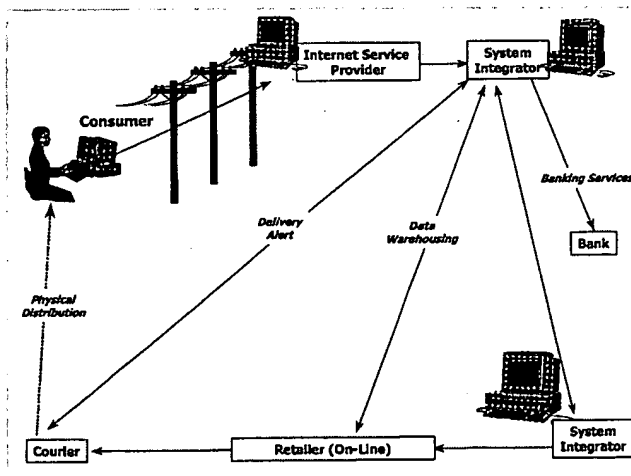 Internet Service
Provider
System
Integrator
Consumer
Banking Services
Delivery
Alert
Data
Warehousing
Bank
Physical
Distribution
Courier
Retailer (On-Line)
System
Integrator